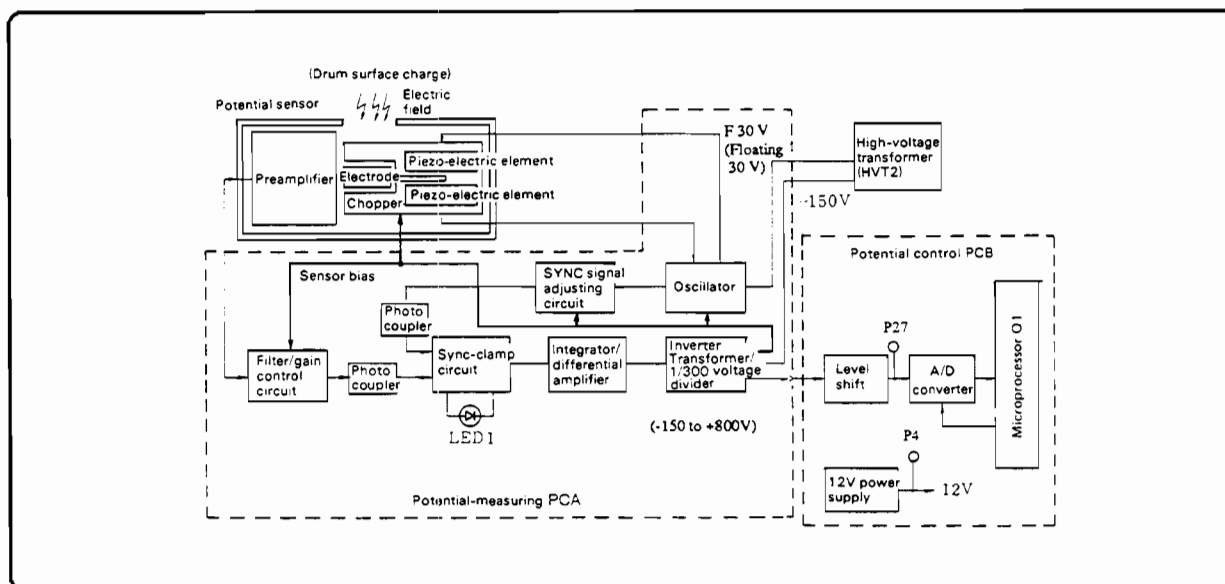 (Drum surface charge)
Potential sensor
Electric
field
Preamplifier
Electrode
Chopper
Piezo-electric element
Piezo-electric element
F 30 V
(Floating
30 V)
High-voltage
transformer
(HVT2)
-150V
Sensor bias
SYNC signal
adjusting
circuit
Oscillator
Photo
coupler
Filter/gain
control
circuit
Photo
coupler
Sync-clamp
circuit
LED1
Integrator/
differential
amplifier
Inverter
Transformer/
1/300 voltage
divider
(-150 to +800V)
Potential-measuring PCA
Potential control PCB
P27
Level
shift
A/D
converter
Microprocessor Q1
P4
12V power
supply
12V